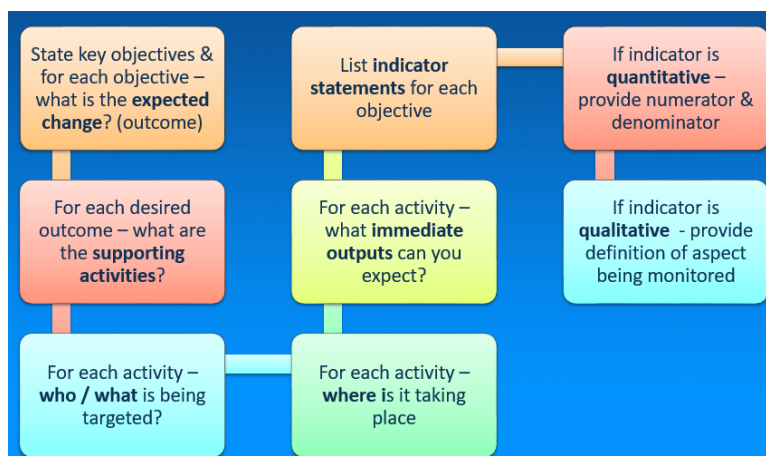 State key objectives &
for each objective –
what is the expected
change? (outcome)
For each desired
outcome – what are
the supporting
activities?
For each activity –
who / what is being
targeted?
For each activity –
where is it taking
place
For each activity –
what immediate
outputs can you
expect?
List indicator
statements for each
objective
If indicator is
quantitative –
provide numerator &
denominator
If indicator is
qualitative - provide
definition of aspect
being monitored